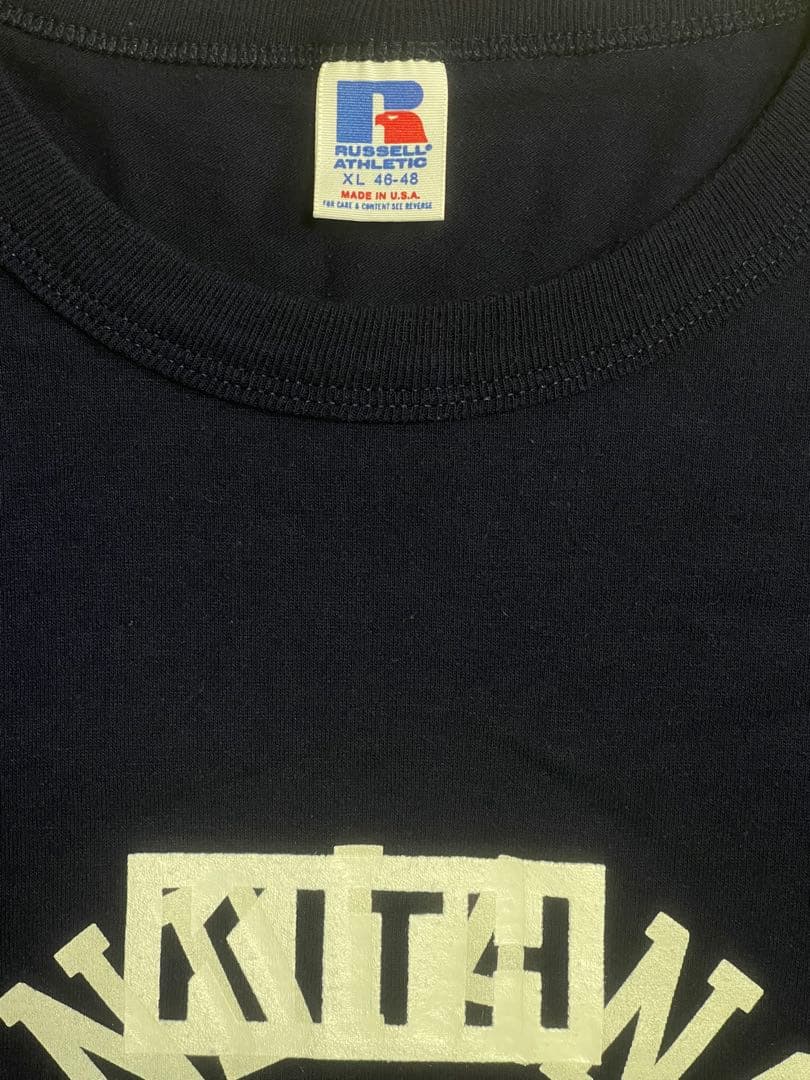 R
RUSSELL®
ATHLETIC
XL 46-48
MADE IN U.S.A.
FOR CARE & CONTENT SEE REVERSE
KITH